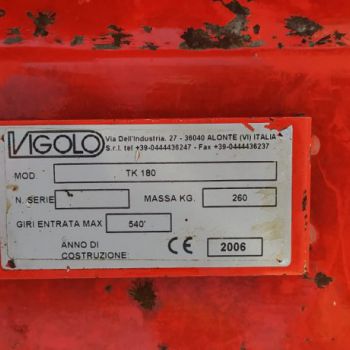 VIGOLO
Via Dell'Industria, 27 - 36040 ALONTE (VI) ITALIA
S.r.l. tel +39-0444436247 - Fax +39-0444436237
MOD. TK 180
N. SERIE MASSA KG. 260
GIRI ENTRATA MAX 540'
ANNO DI
COSTRUZIONE: CE 2006